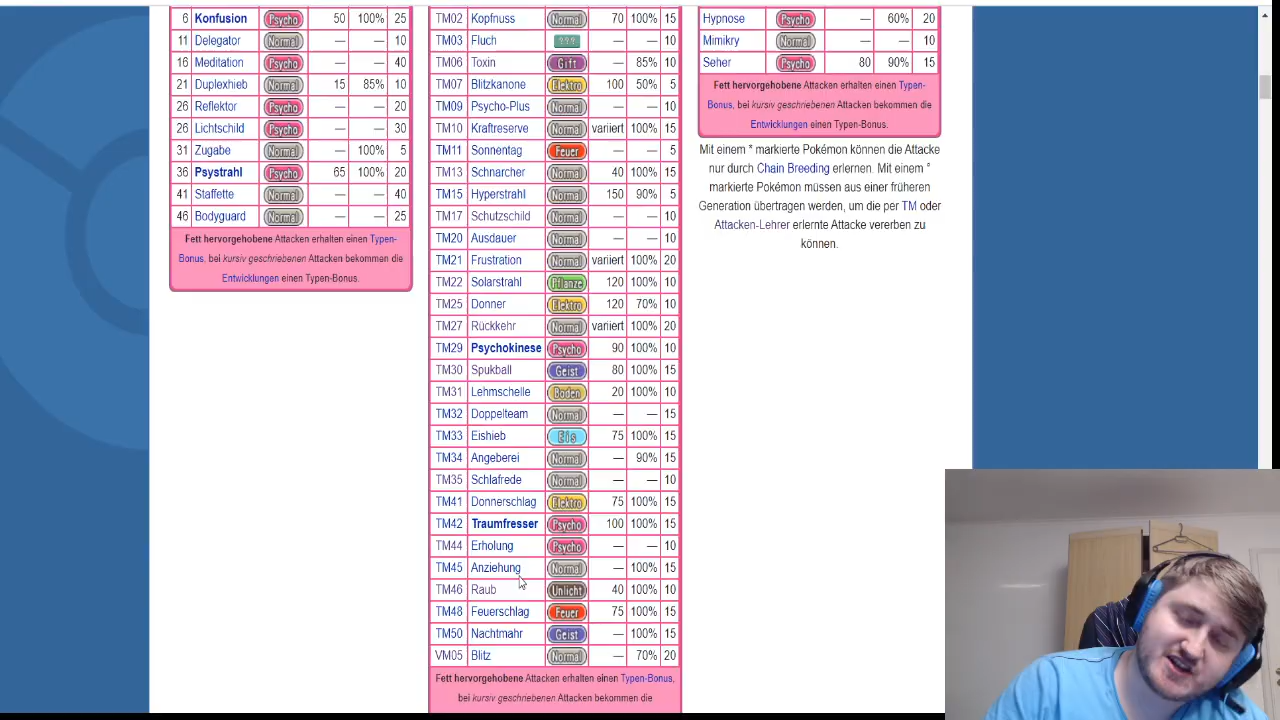 6 Konfusion Psycho 50 100% 25
11 Delegator Normal — — 10
16 Meditation Psycho — — 40
21 Duplexhieb Normal 15 85% 10
26 Reflektor Psycho — — 20
26 Lichtschild Psycho — — 30
31 Zugabe Normal — 100% 5
36 Psystrahl Psycho 65 100% 20
41 Staffette Normal — — 40
46 Bodyguard Normal — — 25
Fett hervorgehobene Attacken erhalten einen Typen-
Bonus, bei kursiv geschriebenen Attacken bekommen die
Entwicklungen einen Typen-Bonus.
TM02 Kopfnuss Normal 70 100% 15
TM03 Fluch ??? — — 10
TM06 Toxin Gift — 85% 10
TM07 Blitzkanone Elektro 100 50% 5
TM09 Psycho-Plus Normal — — 10
TM10 Kraftreserve Normal variiert 100% 15
TM11 Sonnentag Feuer — — 5
TM13 Schnarcher Normal 40 100% 15
TM15 Hyperstrahl Normal 150 90% 5
TM17 Schutzschild Normal — — 10
TM20 Ausdauer Normal — — 10
TM21 Frustration Normal variiert 100% 20
TM22 Solarstrahl Pflanze 120 100% 10
TM25 Donner Elektro 120 70% 10
TM27 Rückkehr Normal variiert 100% 20
TM29 Psychokinese Psycho 90 100% 10
TM30 Spukball Geist 80 100% 15
TM31 Lehmschelle Boden 20 100% 10
TM32 Doppelteam Normal — — 15
TM33 Eishieb Eis 75 100% 15
TM34 Angeberei Normal — 90% 15
TM35 Schlafrede Normal — — 10
TM41 Donnerschlag Elektro 75 100% 15
TM42 Traumfresser Psycho 100 100% 15
TM44 Erholung Psycho — — 10
TM45 Anziehung Normal — 100% 15
TM46 Raub Unlicht 40 100% 10
TM48 Feuerschlag Feuer 75 100% 15
TM50 Nachtmahr Geist — 100% 15
VM05 Blitz Normal — 70% 20
Fett hervorgehobene Attacken erhalten einen Typen-Bonus,
bei kursiv geschriebenen Attacken bekommen die
Hypnose Psycho — 60% 20
Mimikry Normal — — 10
Seher Psycho 80 90% 15
Fett hervorgehobene Attacken erhalten einen Typen-
Bonus, bei kursiv geschriebenen Attacken bekommen die
Entwicklungen einen Typen-Bonus.
Mit einem * markierte Pokémon können die Attacke
nur durch Chain Breeding erlernen. Mit einem °
markierte Pokémon müssen aus einer früheren
Generation übertragen werden, um die per TM oder
Attacken-Lehrer erlernte Attacke vererben zu
können.